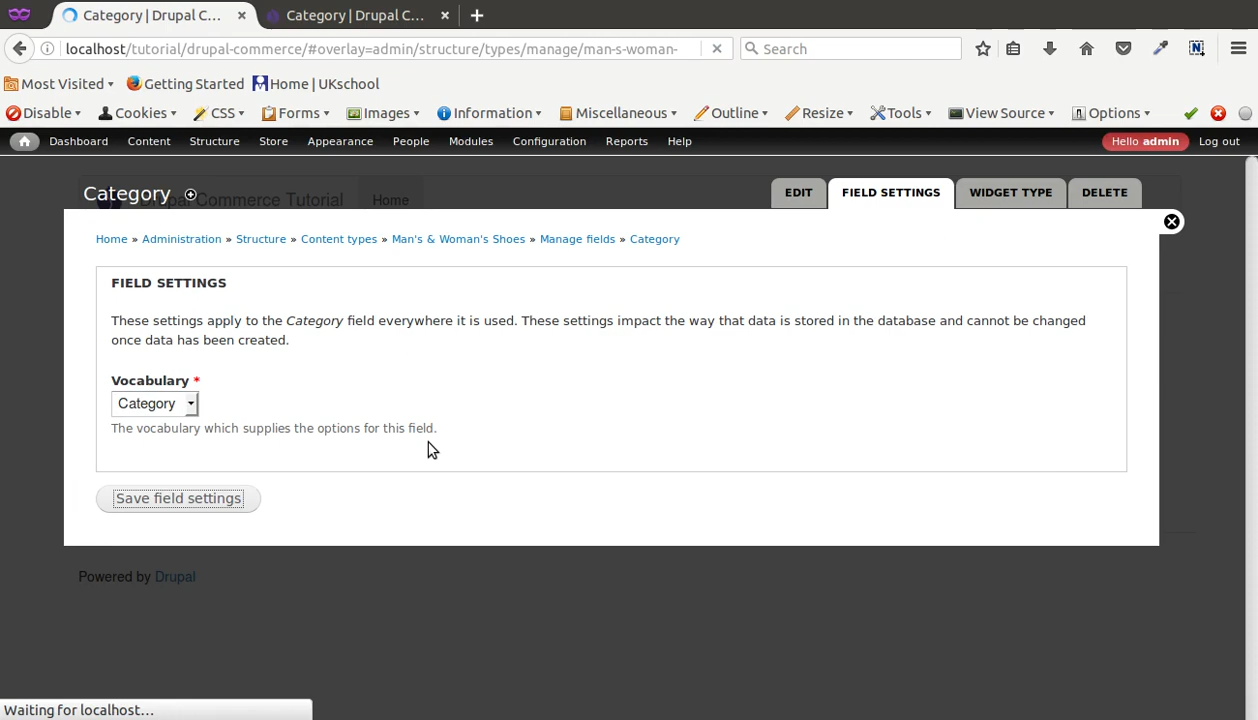 Category | Drupal C... × Category | Drupal C... × +
localhost/tutorial/drupal-commerce/#overlay=admin/structure/types/manage/man-s-woman- Search
Most Visited Getting Started Home | UKschool
Disable Cookies CSS Forms Images Information Miscellaneous Outline Resize Tools View Source Options
Dashboard Content Structure Store Appearance People Modules Configuration Reports Help Hello admin Log out
Category EDIT FIELD SETTINGS WIDGET TYPE DELETE
Drupal Commerce Tutorial Home
Home » Administration » Structure » Content types » Man's & Woman's Shoes » Manage fields » Category
FIELD SETTINGS
These settings apply to the Category field everywhere it is used. These settings impact the way that data is stored in the database and cannot be changed
once data has been created.
Vocabulary *
Category
The vocabulary which supplies the options for this field.
Save field settings
Powered by Drupal
Waiting for localhost...